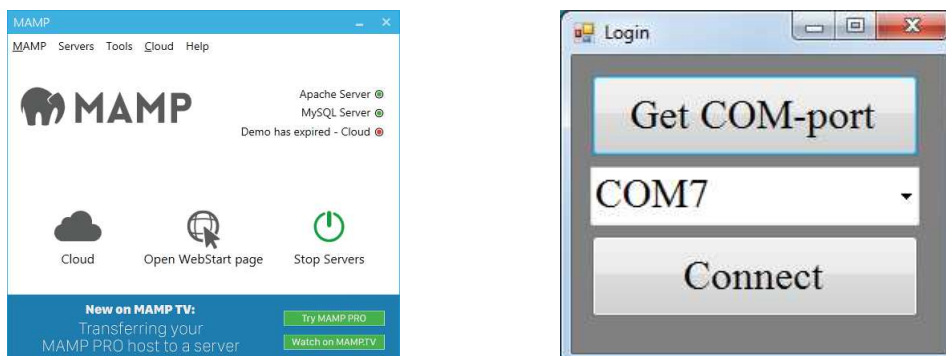 MAMP
MAMP Servers Tools Cloud Help
MAMP
Apache Server
MySQL Server
Demo has expired - Cloud
Cloud
Open WebStart page
Stop Servers
New on MAMP TV:
Transferring your
MAMP PRO host to a server
Try MAMP PRO
Watch on MAMP.TV
Login
Get COM-port
COM7
Connect